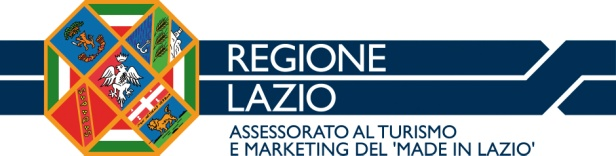 REGIONE
LAZIO
ASSESSORATO AL TURISMO
E MARKETING DEL 'MADE IN LAZIO'